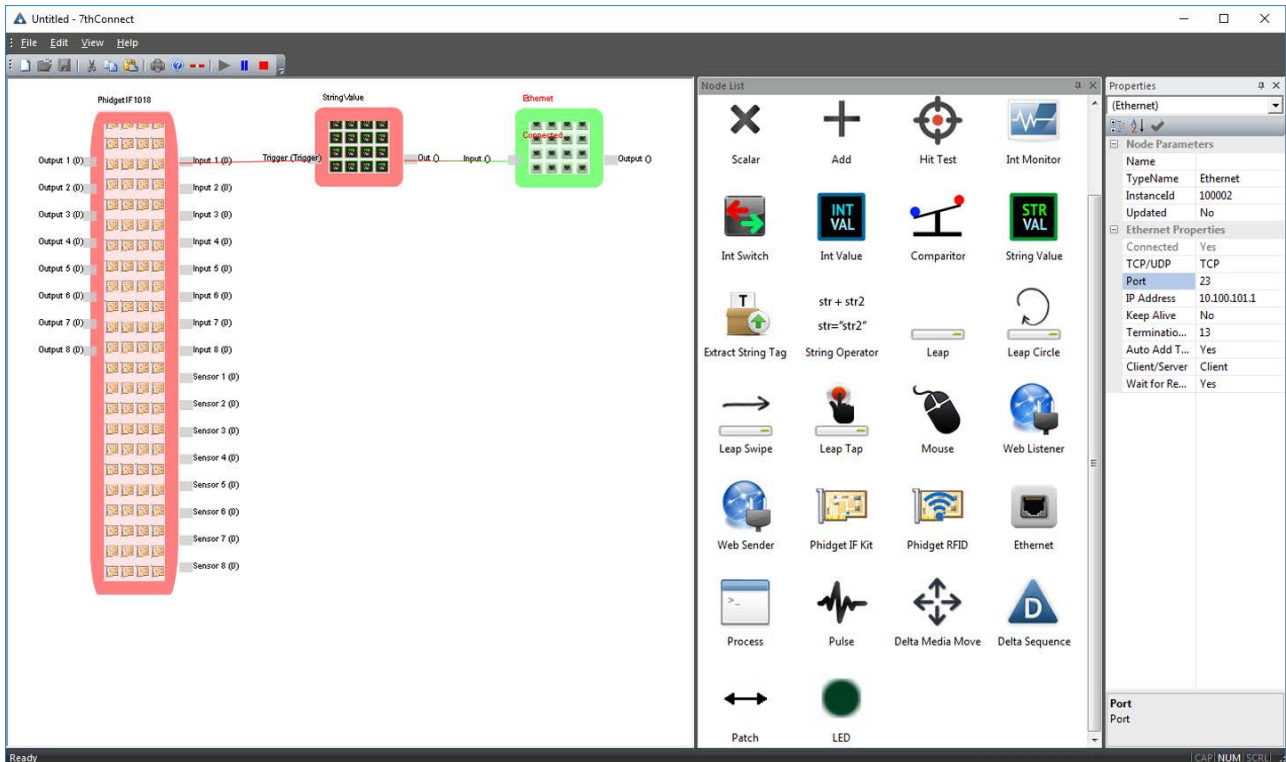 Untitled - 7thConnect
File Edit View Help
PhidgetIF1018
Output 1 (0)
Output 2 (0)
Output 3 (0)
Output 4 (0)
Output 5 (0)
Output 6 (0)
Output 7 (0)
Output 8 (0)
Input 1 (0)
Input 2 (0)
Input 3 (0)
Input 4 (0)
Input 5 (0)
Input 6 (0)
Input 7 (0)
Input 8 (0)
Sensor 1 (0)
Sensor 2 (0)
Sensor 3 (0)
Sensor 4 (0)
Sensor 5 (0)
Sensor 6 (0)
Sensor 7 (0)
Sensor 8 (0)
StringValue
Trigger (Trigger)
Out ()
Ethernet
Connected
Input ()
Output ()
Node List
Scalar Add Hit Test Int Monitor
INT VAL
STR VAL
Int Switch Int Value Comparitor String Value
T
str + str2
str="str2"
Extract String Tag String Operator Leap Leap Circle
Leap Swipe Leap Tap Mouse Web Listener
Web Sender Phidget IF Kit Phidget RFID Ethernet
>_
D
Process Pulse Delta Media Move Delta Sequence
Patch LED
Properties
(Ethernet)
Node Parameters
Name
TypeName Ethernet
InstanceId 100002
Updated No
Ethernet Properties
Connected Yes
TCP/UDP TCP
Port 23
IP Address 10.100.101.1
Keep Alive No
Terminatio... 13
Auto Add T... Yes
Client/Server Client
Wait for Re... Yes
Port
Port
Ready
CAP NUM SCRL